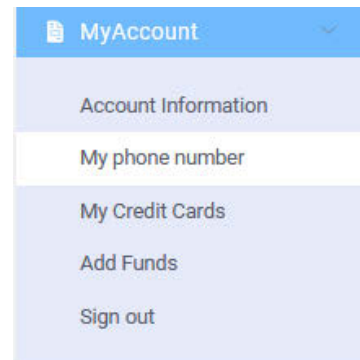 MyAccount
Account Information
My phone number
My Credit Cards
Add Funds
Sign out